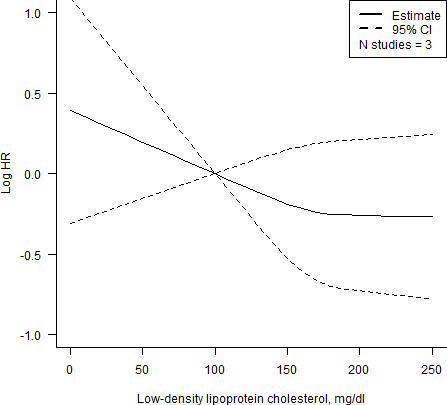 Estimate
95% CI
N studies = 3
1.0
0.5
0.0
-0.5
-1.0
Log HR
0 50 100 150 200 250
Low-density lipoprotein cholesterol, mg/dl